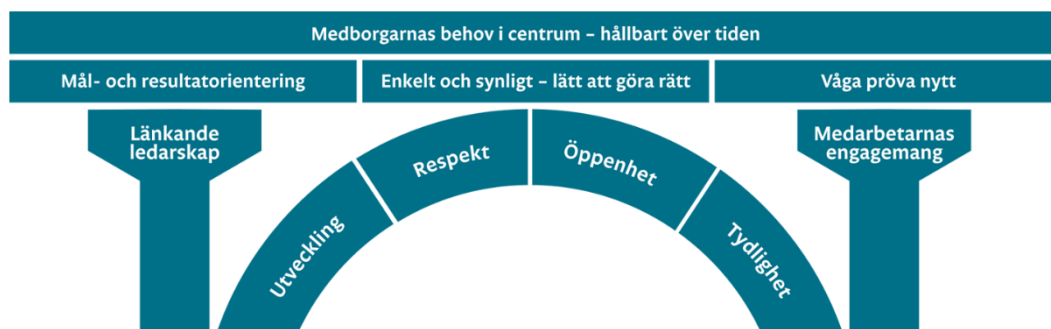 Medborgarnas behov i centrum – hållbart över tiden
Mål- och resultatorientering
Enkelt och synligt – lätt att göra rätt
Våga pröva nytt
Länkande
ledarskap
Utveckling
Respekt
Öppenhet
Tydlighet
Medarbetarnas
engagemang